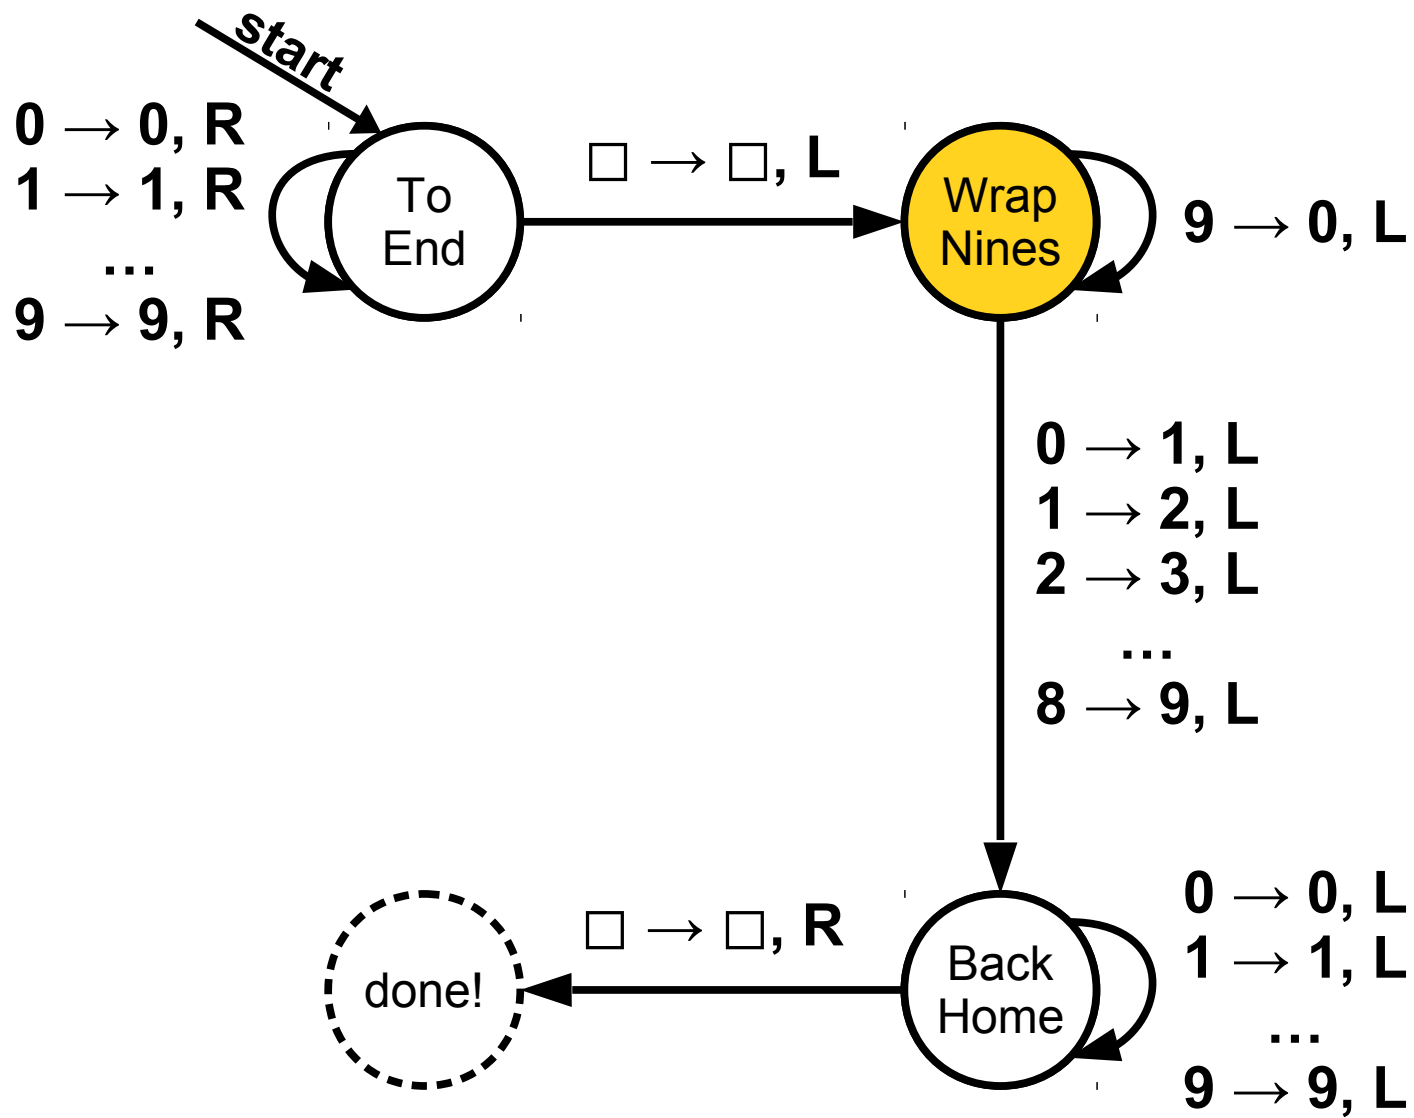 start
0 → 0, R
1 → 1, R
...
9 → 9, R
To
End
□ → □, L
Wrap
Nines
9 → 0, L
0 → 1, L
1 → 2, L
2 → 3, L
...
8 → 9, L
done!
□ → □, R
Back
Home
0 → 0, L
1 → 1, L
...
9 → 9, L